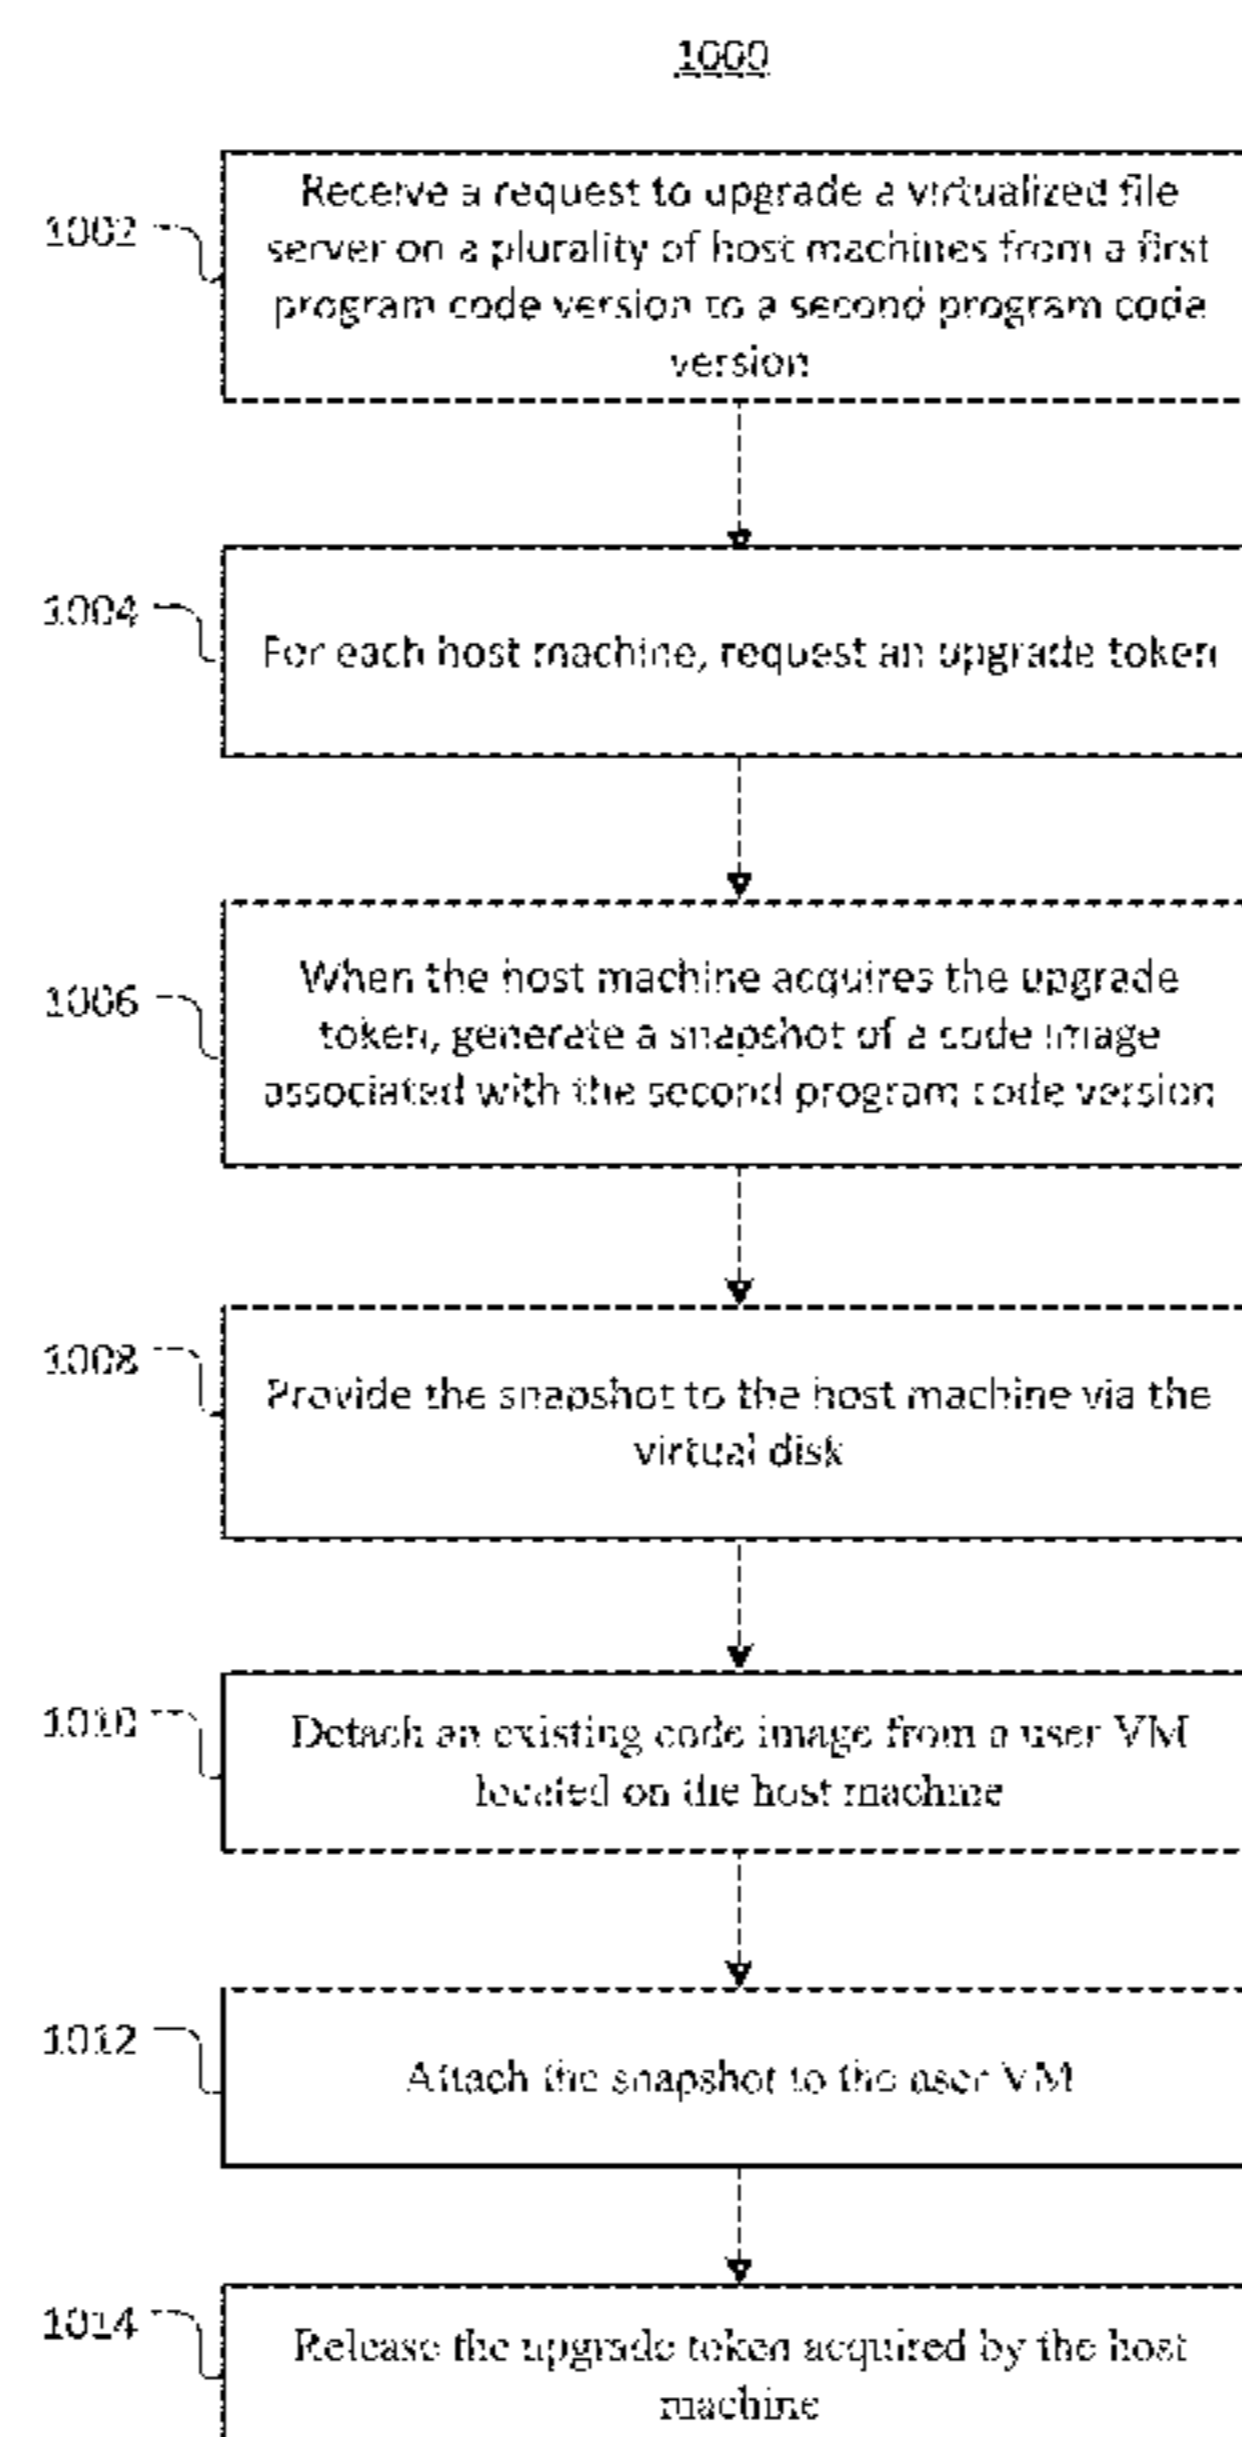 1000
1002
Receive a request to upgrade a virtualized file
server on a plurality of host machines from a first
program code version to a second program code
version
1004
For each host machine, request an upgrade token
1006
When the host machine acquires the upgrade
token, generate a snapshot of a code image
associated with the second program code version
1008
Provide the snapshot to the host machine via the
virtual disk
1010
Detach an existing code image from a user VM
located on the host machine
1012
Attach the snapshot to the user VM
1014
Release the upgrade token acquired by the host
machine